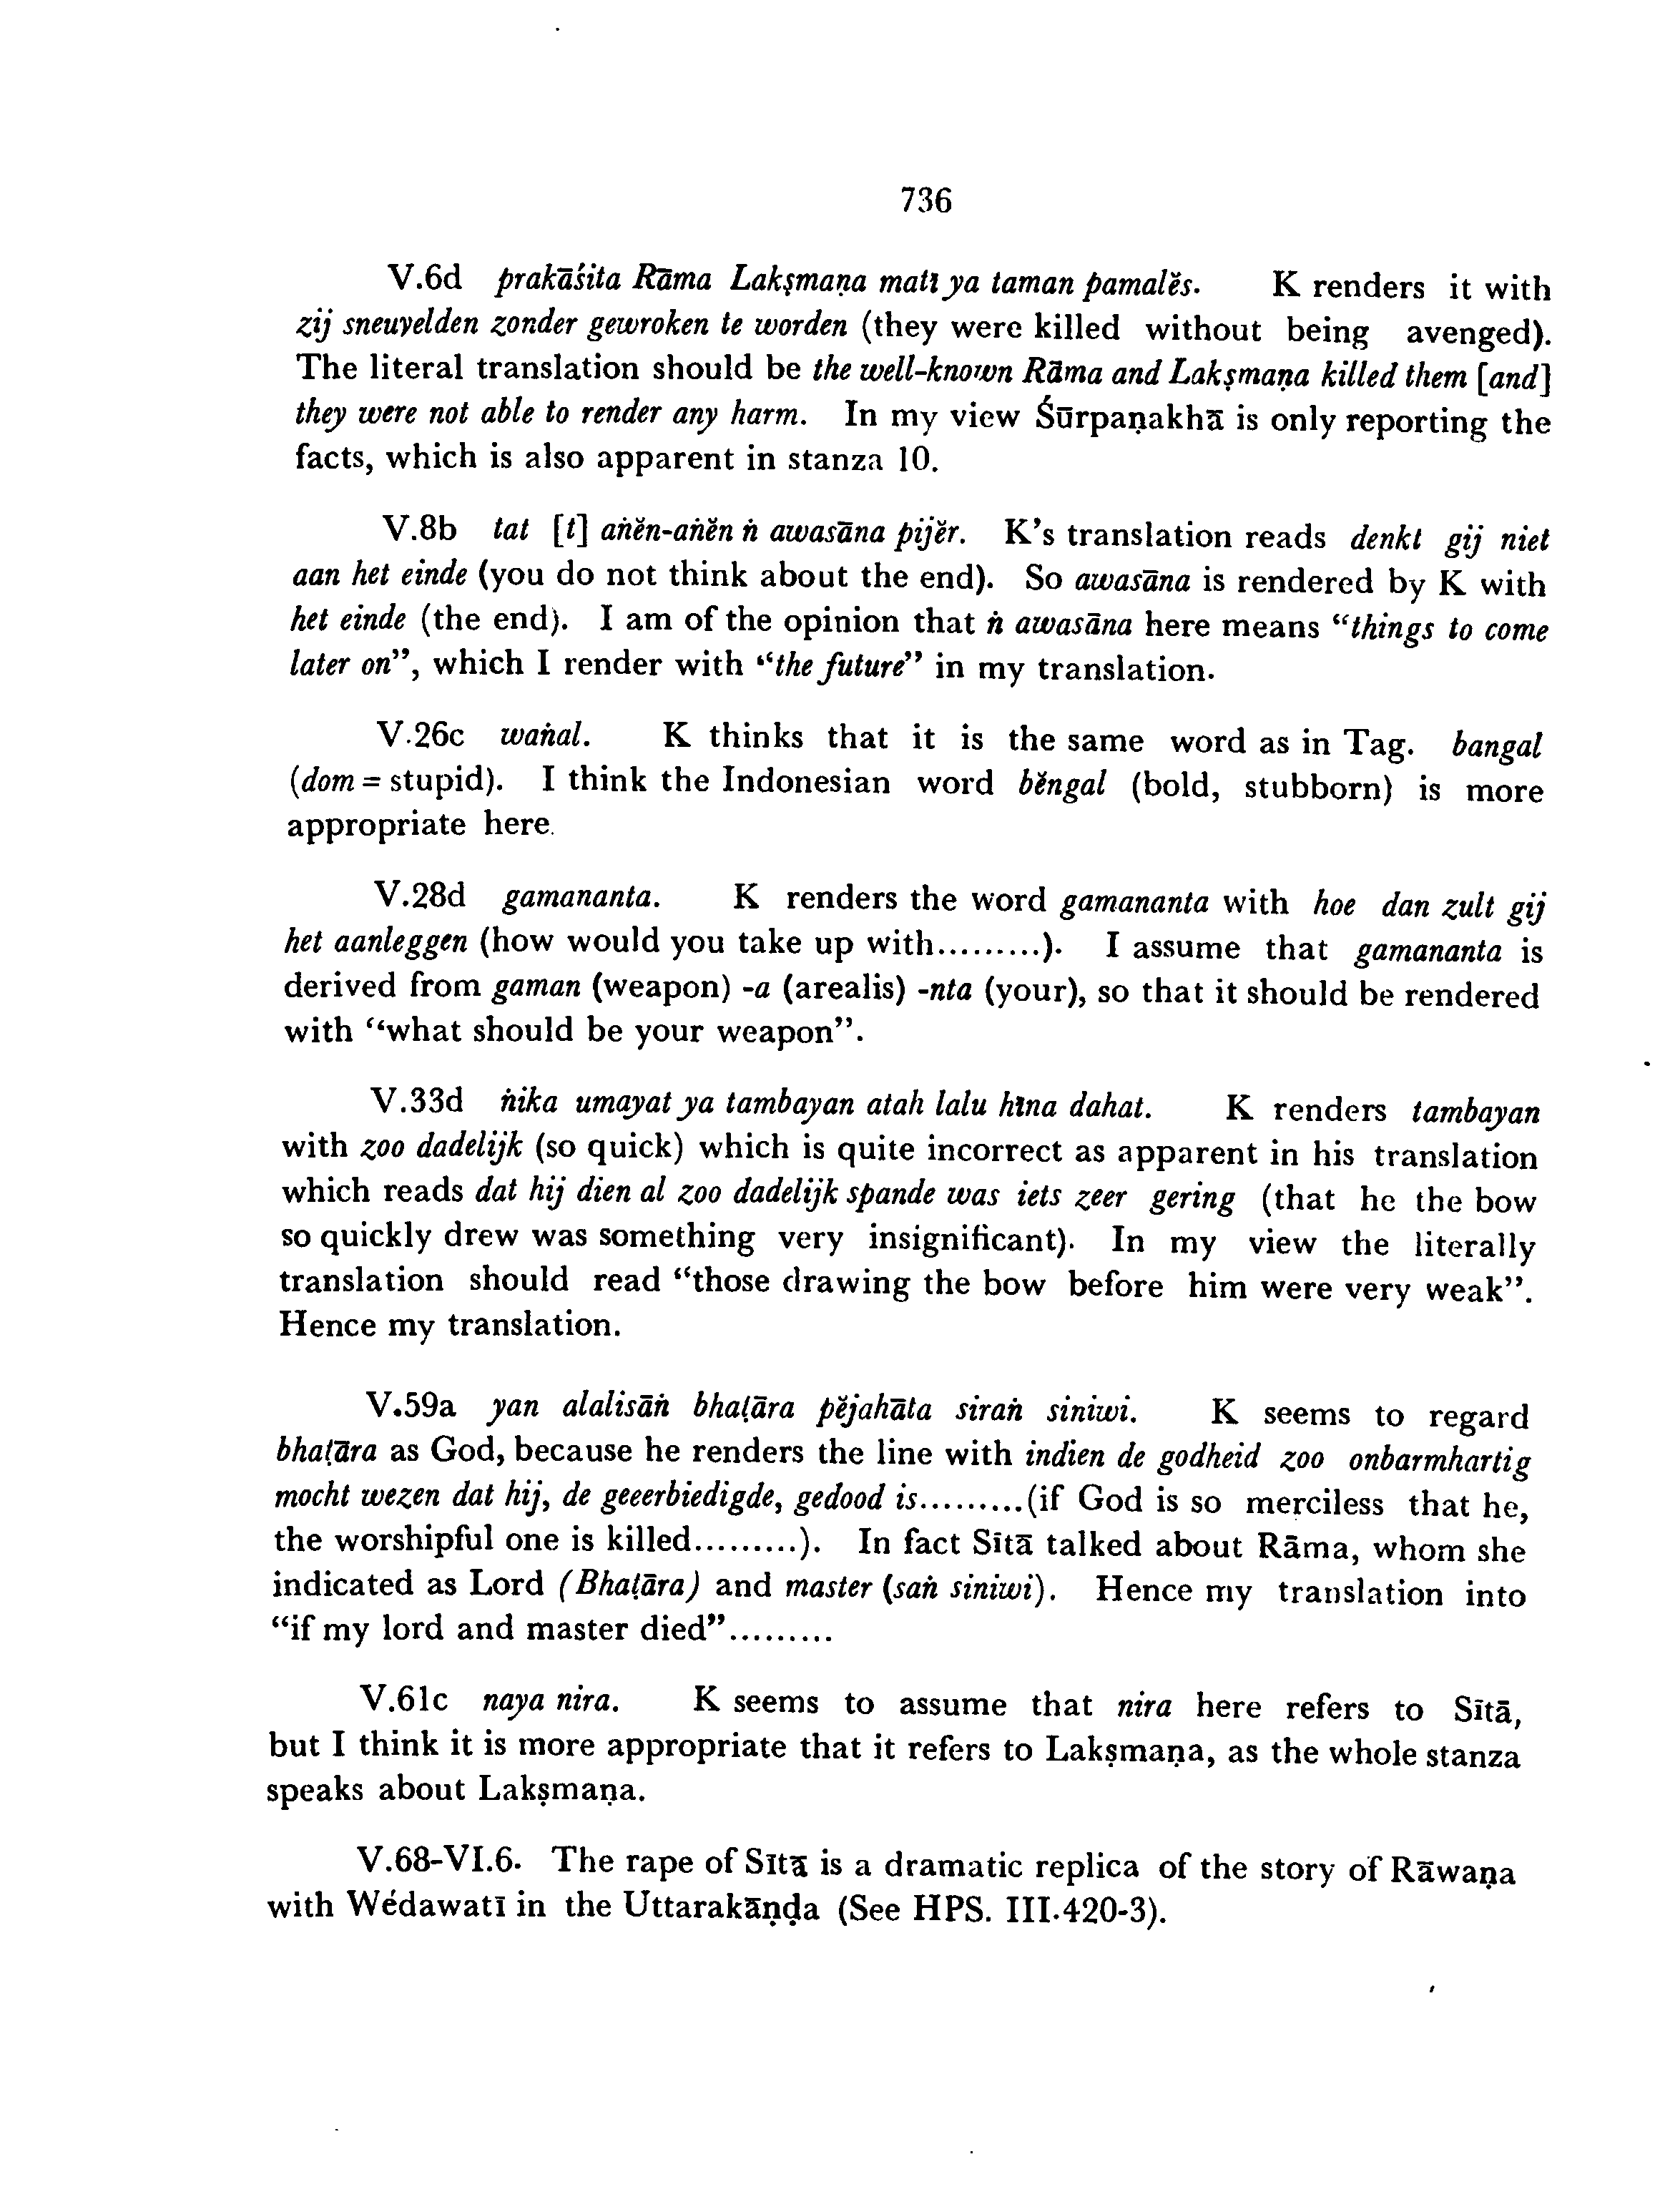 736
V.6d prakāśita Rāma Lakṣmaṇa mati ya taman pamalĕs. K renders it with
zij sneuvelden zonder gewroken te worden (they were killed without being avenged).
The literal translation should be the well-known Rāma and Lakṣmaṇa killed them [and]
they were not able to render any harm. In my view Śūrpaṇakhā is only reporting the
facts, which is also apparent in stanza 10.
V.8b tat [t] aṅĕn-aṅĕn ṅ awasāna pijĕr. K's translation reads denkt gij niet
aan het einde (you do not think about the end). So awasāna is rendered by K with
het einde (the end). I am of the opinion that ṅ awasāna here means “things to come
later on”, which I render with “the future” in my translation.
V.26c waṅal. K thinks that it is the same word as in Tag. bangal
(dom = stupid). I think the Indonesian word bĕngal (bold, stubborn) is more
appropriate here.
V.28d gamananta. K renders the word gamananta with hoe dan zult gij
het aanleggen (how would you take up with.........). I assume that gamananta is
derived from gaman (weapon) -a (arealis) -nta (your), so that it should be rendered
with “what should be your weapon”.
V.33d ṅika umayat ya tambayan atah lalu hīna dahat. K renders tambayan
with zoo dadelijk (so quick) which is quite incorrect as apparent in his translation
which reads dat hij dien al zoo dadelijk spande was iets zeer gering (that he the bow
so quickly drew was something very insignificant). In my view the literally
translation should read “those drawing the bow before him were very weak”.
Hence my translation.
V.59a yan alalisāṅ bhaṭāra pĕjahāta siraṅ siniwi. K seems to regard
bhaṭāra as God, because he renders the line with indien de godheid zoo onbarmhartig
mocht wezen dat hij, de geeerbiedigde, gedood is.........(if God is so merciless that he,
the worshipful one is killed.........). In fact Sītā talked about Rāma, whom she
indicated as Lord (Bhaṭāra) and master (saṅ siniwi). Hence my translation into
“if my lord and master died”.........
V.61c naya nira. K seems to assume that nira here refers to Sītā,
but I think it is more appropriate that it refers to Lakṣmaṇa, as the whole stanza
speaks about Lakṣmaṇa.
V.68-VI.6. The rape of Sītā is a dramatic replica of the story of Rāwaṇa
with Wédawatī in the Uttarakāṇḍa (See HPS. III.420-3).